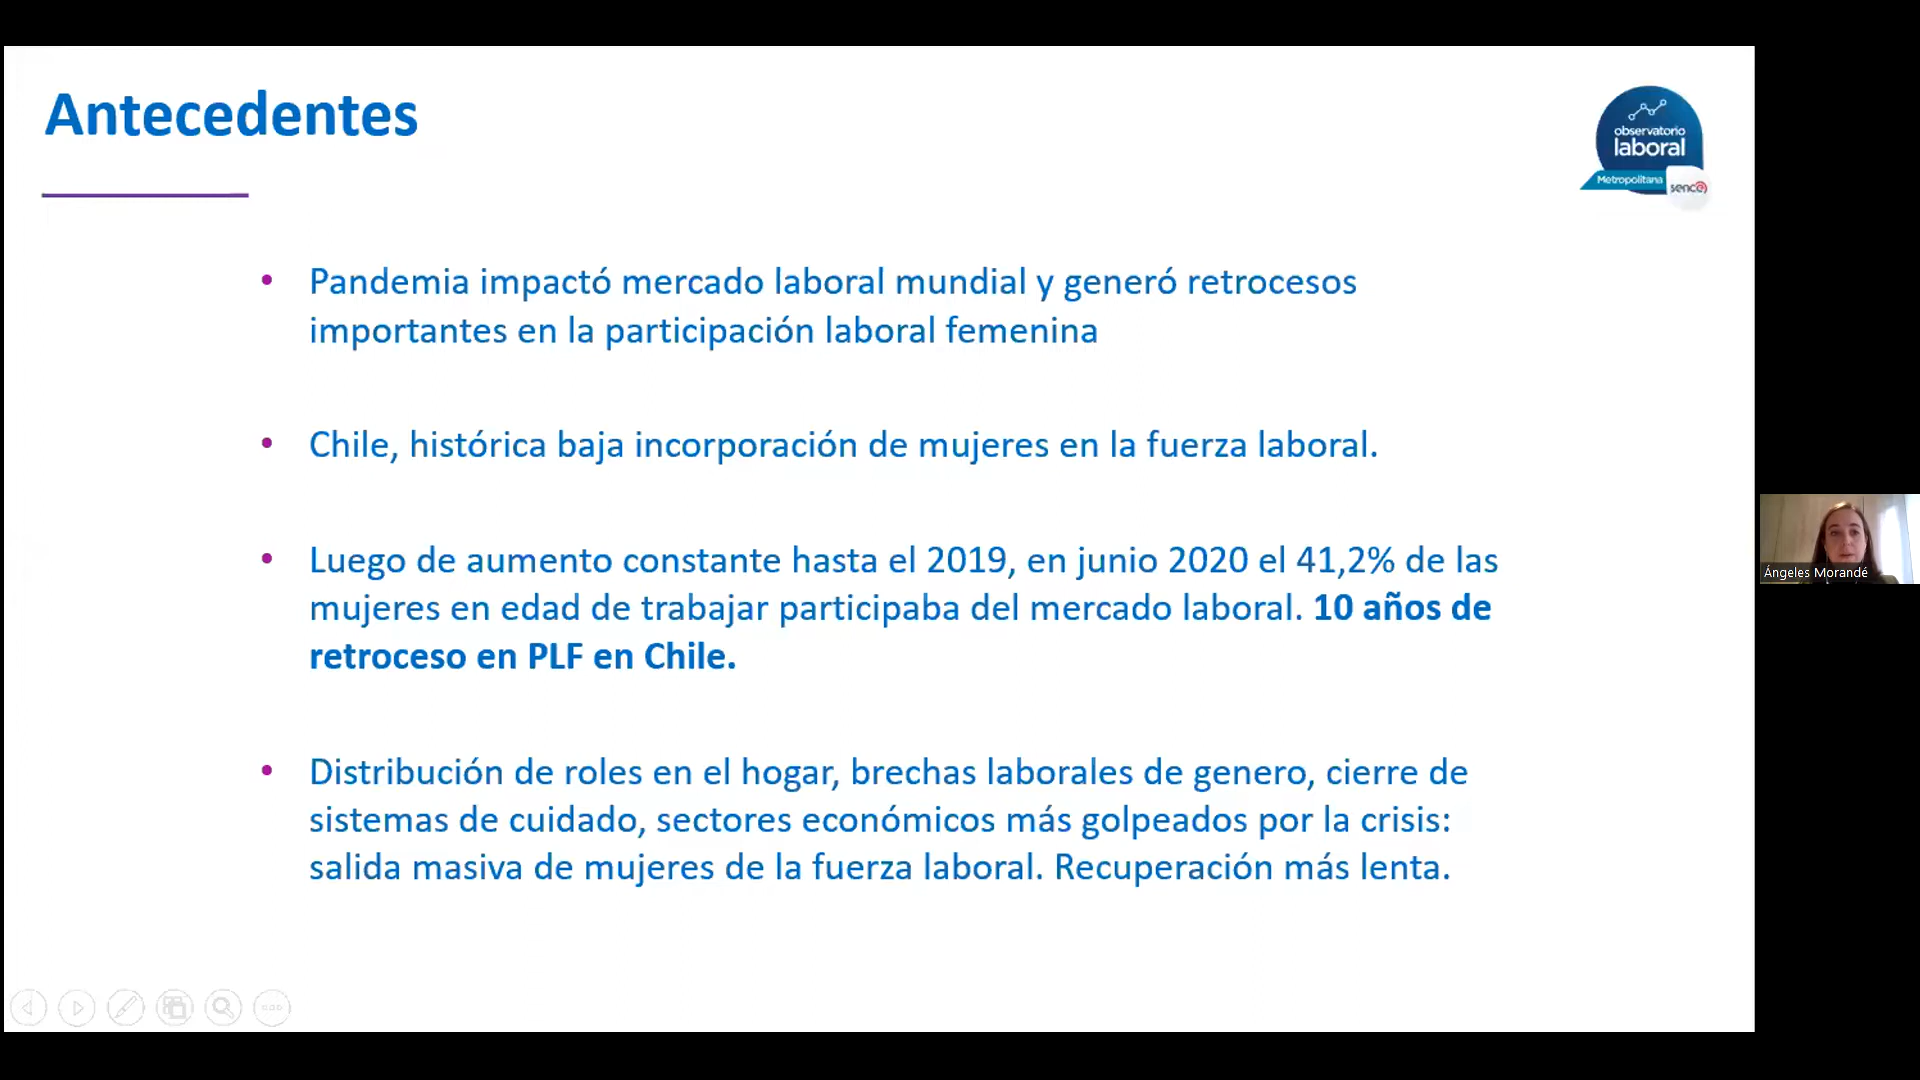 Antecedentes
observatorio
laboral
Metropolitana
sence
• Pandemia impactó mercado laboral mundial y generó retrocesos
importantes en la participación laboral femenina
• Chile, histórica baja incorporación de mujeres en la fuerza laboral.
• Luego de aumento constante hasta el 2019, en junio 2020 el 41,2% de las
mujeres en edad de trabajar participaba del mercado laboral. 10 años de
retroceso en PLF en Chile.
• Distribución de roles en el hogar, brechas laborales de genero, cierre de
sistemas de cuidado, sectores económicos más golpeados por la crisis:
salida masiva de mujeres de la fuerza laboral. Recuperación más lenta.
Ángeles Morandé